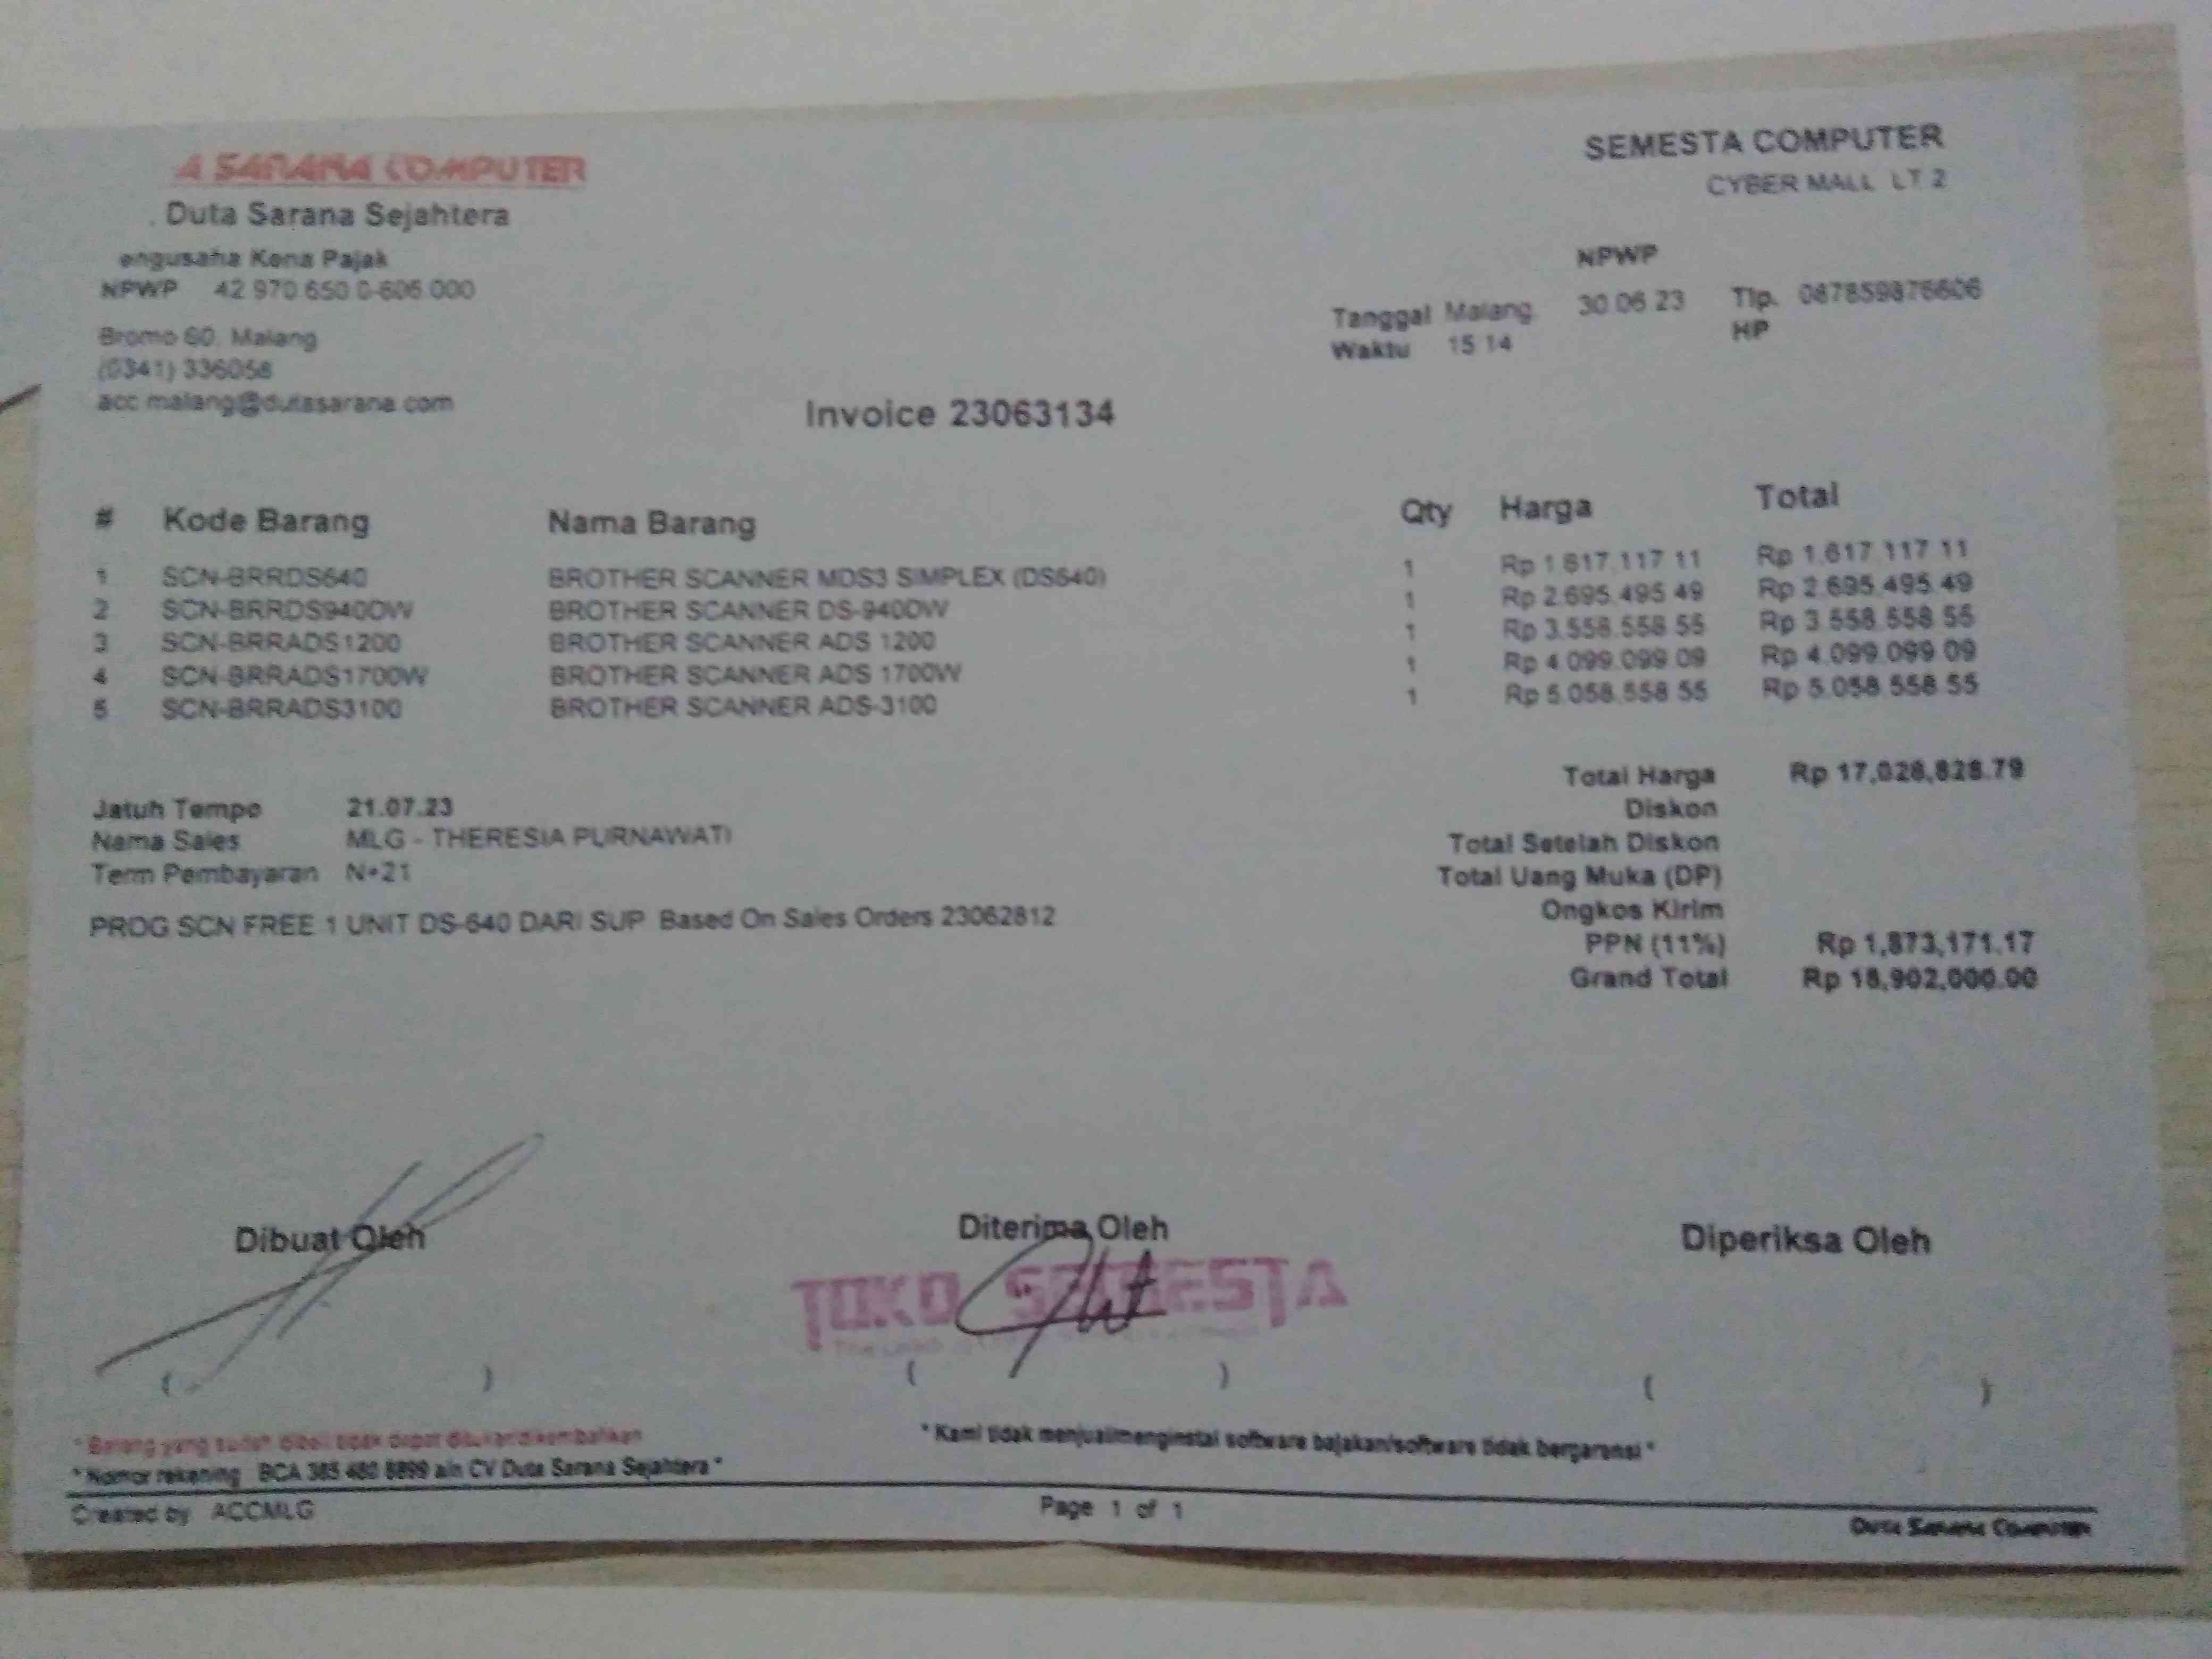 A SARANA COMPUTER
Duta Sarana Sejahtera
engusaha Kena Pajak
NPWP 42 970 650 0-606 000
Bromo 60, Malang
(0341) 336058
acc.malang@dutasarana.com
SEMESTA COMPUTER
CYBER MALL LT 2
NPWP
Tanggal Malang 30.06.23 Tlp. 087859876606
Waktu 15 14 HP
Invoice 23063134
# Kode Barang Nama Barang Qty Harga Total
1 SCN-BRRDS640 BROTHER SCANNER MDS3 SIMPLEX (DS640) 1 Rp 1.617.117 11 Rp 1.617 117 11
2 SCN-BRRDS940DW BROTHER SCANNER DS-940DW 1 Rp 2.695.495 49 Rp 2.695.495.49
3 SCN-BRRADS1200 BROTHER SCANNER ADS 1200 1 Rp 3.558.558 55 Rp 3.558.558 55
4 SCN-BRRADS1700W BROTHER SCANNER ADS 1700W 1 Rp 4.099.099 09 Rp 4.099.099 09
5 SCN-BRRADS3100 BROTHER SCANNER ADS-3100 1 Rp 5.058.558 55 Rp 5.058 558 55
Total Harga Rp 17,028,828.79
Diskon
Total Setelah Diskon
Total Uang Muka (DP)
Ongkos Kirim
PPN (11%) Rp 1,873,171.17
Grand Total Rp 18,902,000.00
Jatuh Tempo 21.07.23
Nama Sales MLG - THERESIA PURNAWATI
Term Pembayaran N+21
PROG SCN FREE 1 UNIT DS-640 DARI SUP Based On Sales Orders 23062812
Dibuat Oleh Diterima Oleh Diperiksa Oleh
TOKO SEMESTA
( ) ( ) ( )
* Barang yang sudah dibeli tidak dapat ditukar/dikembalikan
* Kami tidak menjual/menginstal software bajakan/software tidak bergaransi *
* Nomor rekening BCA 385 480 8899 a/n CV Duta Sarana Sejahtera *
Created by ACCMLG Page 1 of 1 Duta Sarana Computer